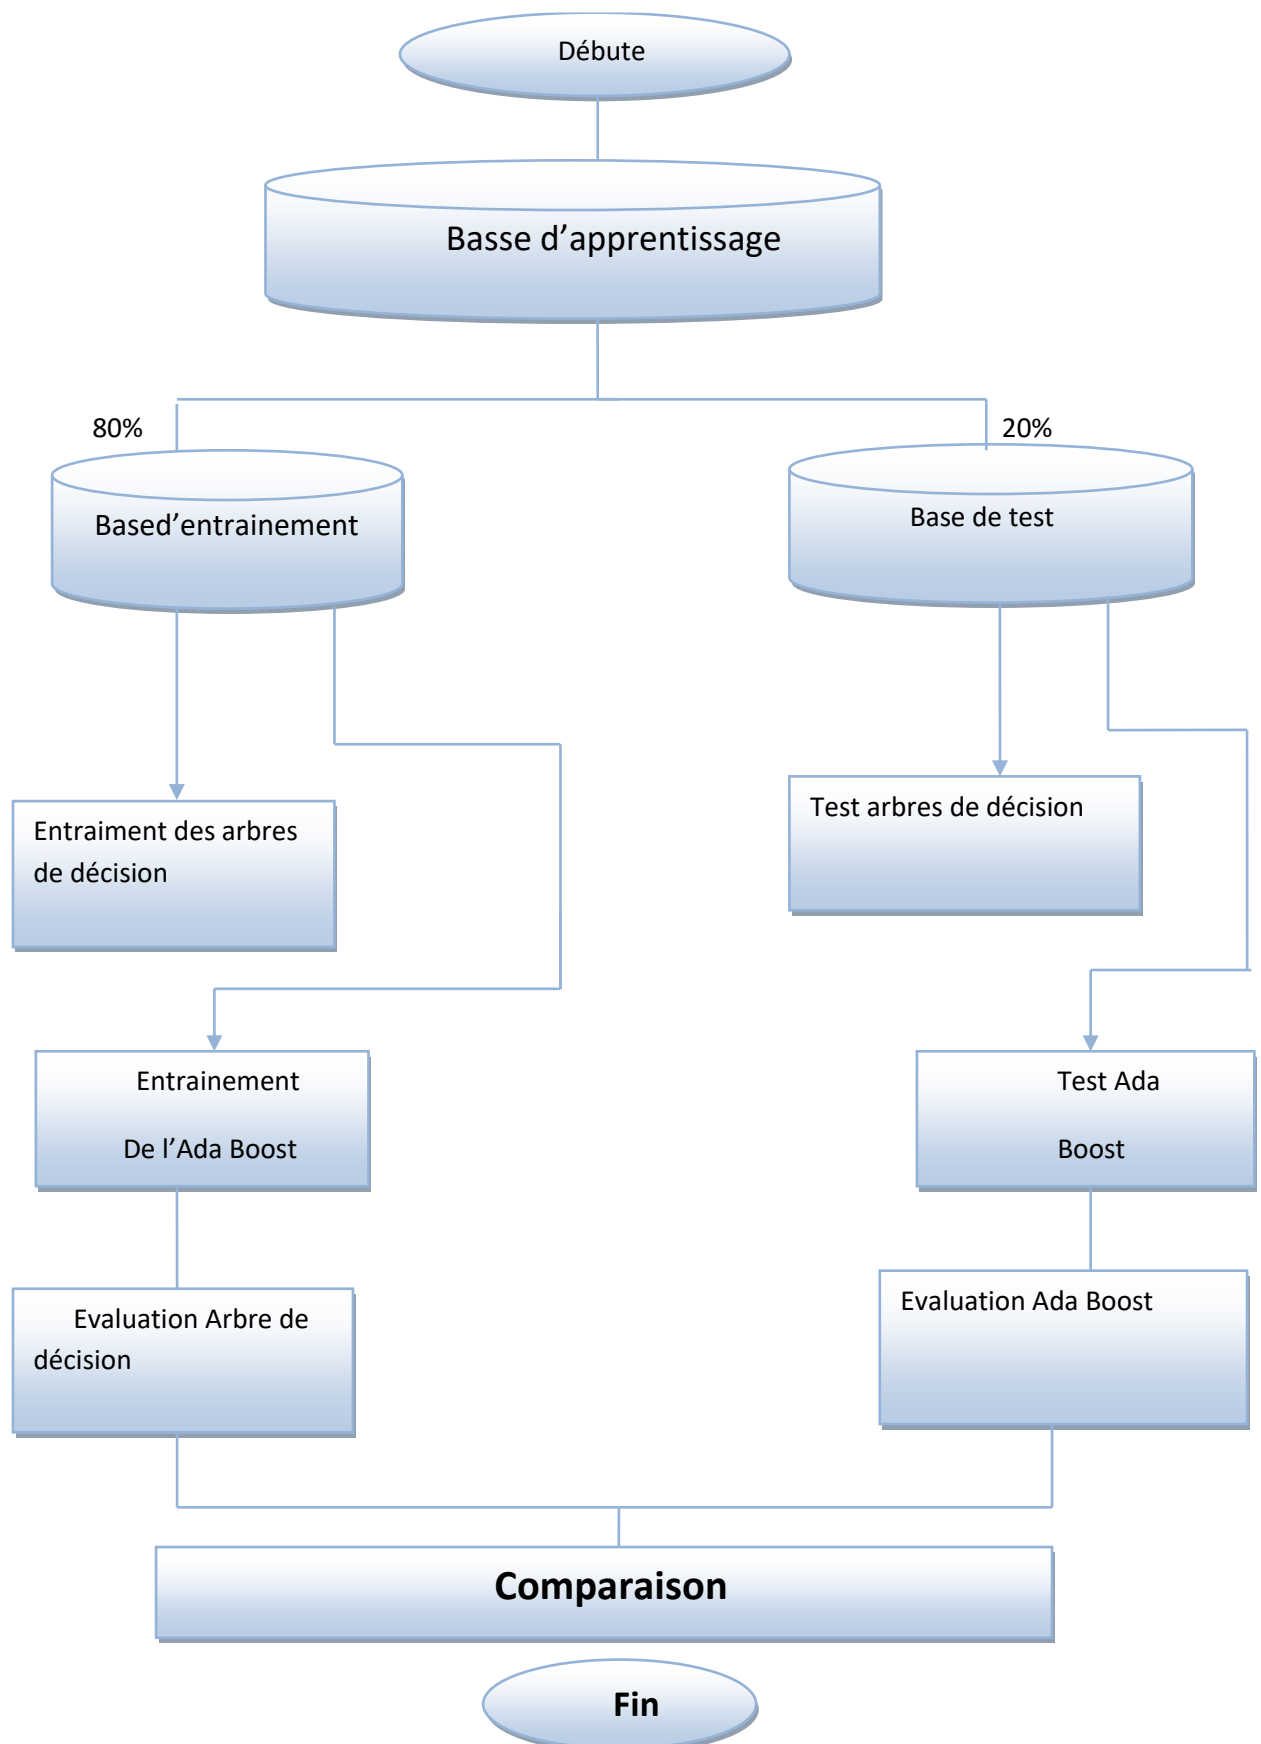 Débute
Basse d’apprentissage
80%
20%
Based’entrainement
Base de test
Entraiment des arbres
de décision
Test arbres de décision
Entrainement
De l’Ada Boost
Test Ada
Boost
Evaluation Arbre de
décision
Evaluation Ada Boost
Comparaison
Fin